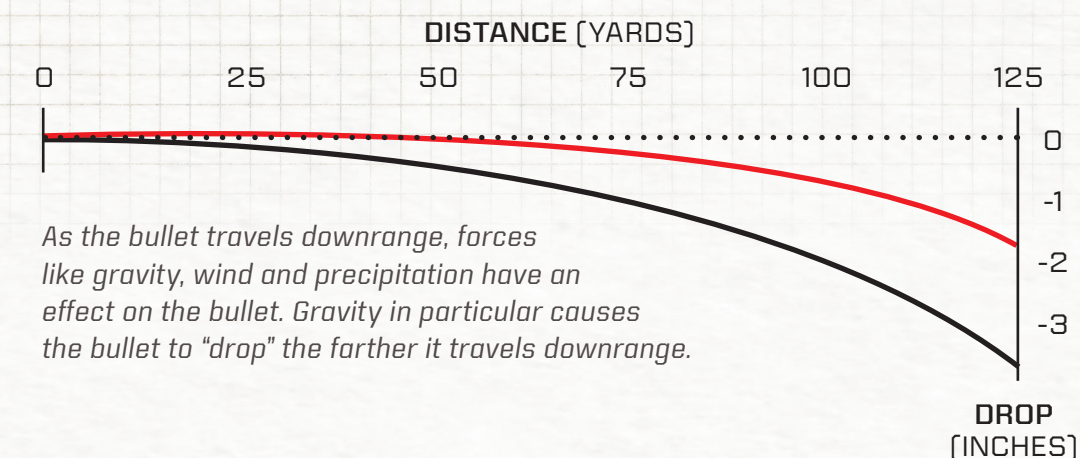 DISTANCE (YARDS)
0 25 50 75 100 125
0
-1
-2
-3
As the bullet travels downrange, forces
like gravity, wind and precipitation have an
effect on the bullet. Gravity in particular causes
the bullet to “drop” the farther it travels downrange.
DROP
(INCHES)